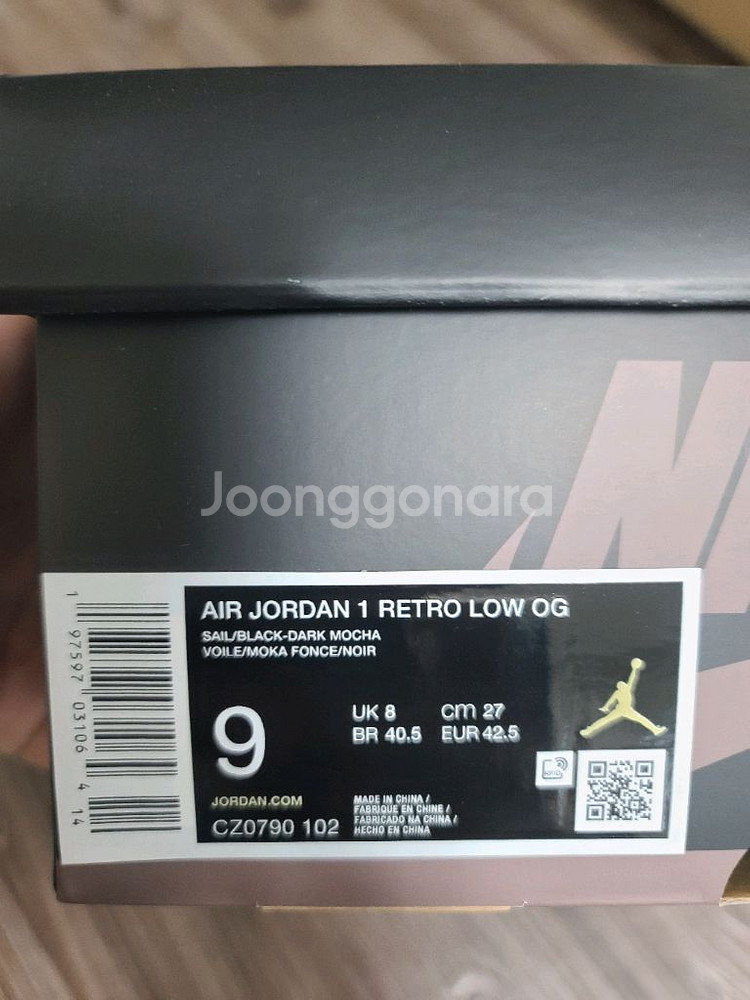 Joonggonara
AIR JORDAN 1 RETRO LOW OG
SAIL/BLACK-DARK MOCHA
VOILE/MOKA FONCE/NOIR
9
UK 8 cm 27
BR 40.5 EUR 42.5
RFID
JORDAN.COM
CZ0790 102
MADE IN CHINA /
FABRIQUE EN CHINE /
FABRICADO NA CHINA /
HECHO EN CHINA
1 97597 03106 4 14